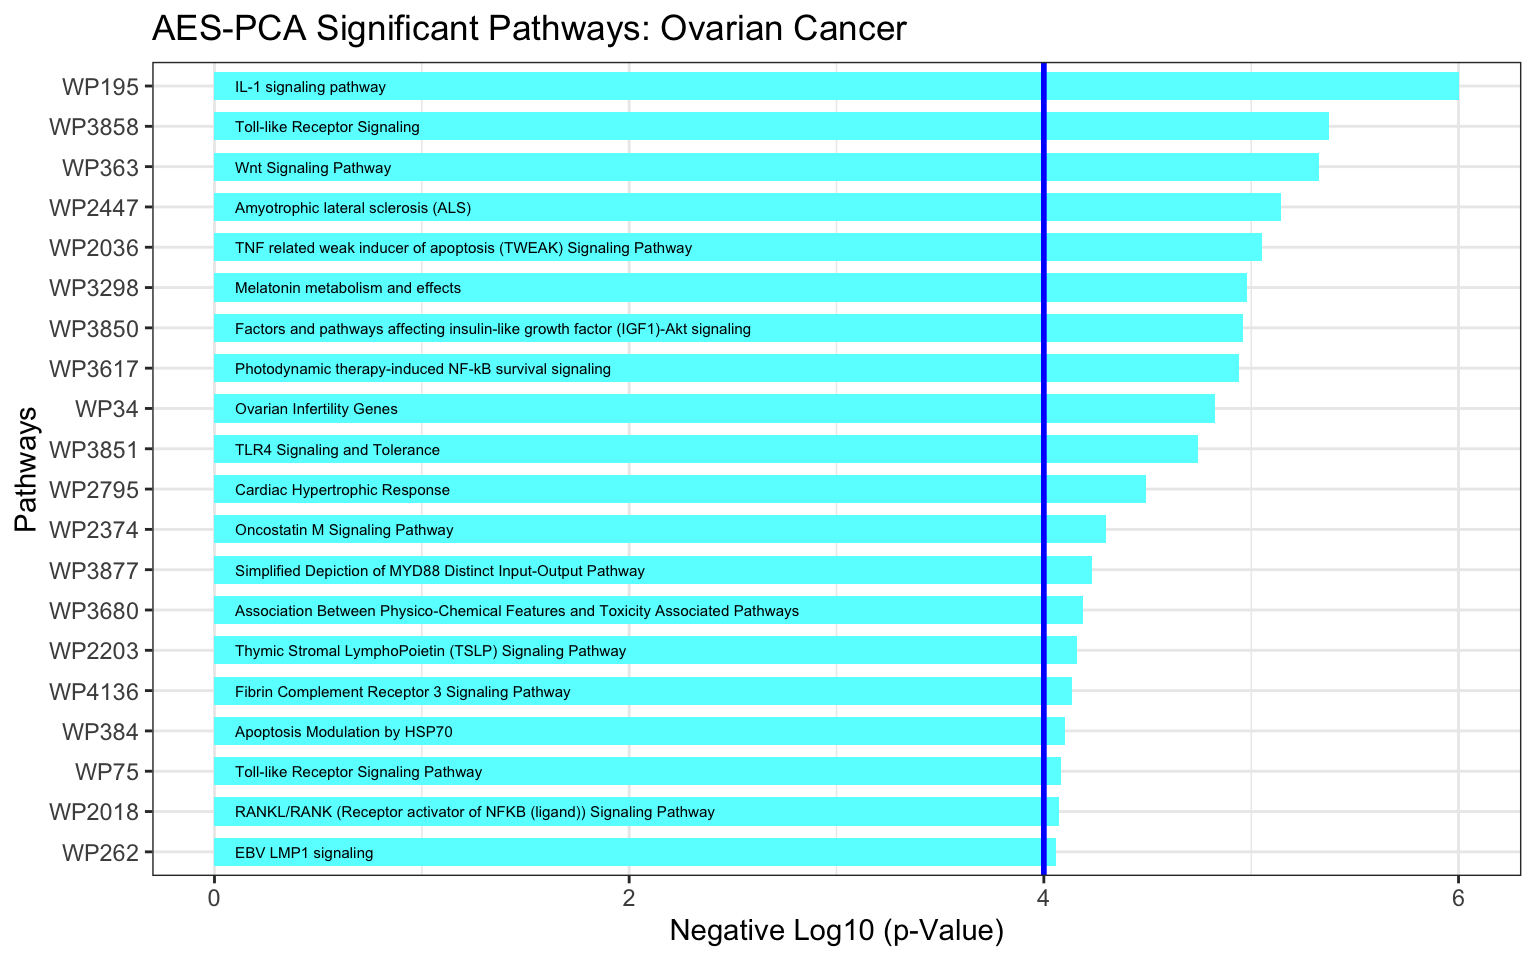 AES-PCA Significant Pathways: Ovarian Cancer
WP195 IL-1 signaling pathway
WP3858 Toll-like Receptor Signaling
WP363 Wnt Signaling Pathway
WP2447 Amyotrophic lateral sclerosis (ALS)
WP2036 TNF related weak inducer of apoptosis (TWEAK) Signaling Pathway
WP3298 Melatonin metabolism and effects
WP3850 Factors and pathways affecting insulin-like growth factor (IGF1)-Akt signaling
WP3617 Photodynamic therapy-induced NF-kB survival signaling
WP34 Ovarian Infertility Genes
WP3851 TLR4 Signaling and Tolerance
WP2795 Cardiac Hypertrophic Response
WP2374 Oncostatin M Signaling Pathway
WP3877 Simplified Depiction of MYD88 Distinct Input-Output Pathway
WP3680 Association Between Physico-Chemical Features and Toxicity Associated Pathways
WP2203 Thymic Stromal LymphoPoietin (TSLP) Signaling Pathway
WP4136 Fibrin Complement Receptor 3 Signaling Pathway
WP384 Apoptosis Modulation by HSP70
WP75 Toll-like Receptor Signaling Pathway
WP2018 RANKL/RANK (Receptor activator of NFKB (ligand)) Signaling Pathway
WP262 EBV LMP1 signaling
Pathways
0 2 4 6
Negative Log10 (p-Value)